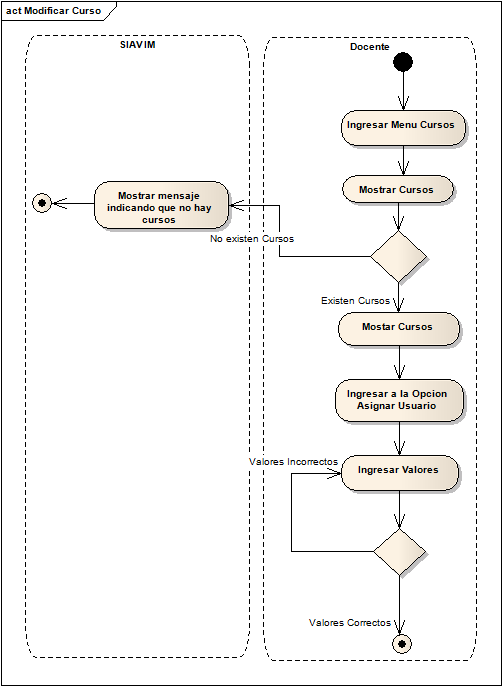 act Modificar Curso
SIAVIM
Docente
Ingresar Menu Cursos
Mostrar Cursos
Mostrar mensaje
indicando que no hay
cursos
No existen Cursos
Existen Cursos
Mostar Cursos
Ingresar a la Opcion
Asignar Usuario
Valores Incorrectos
Ingresar Valores
Valores Correctos